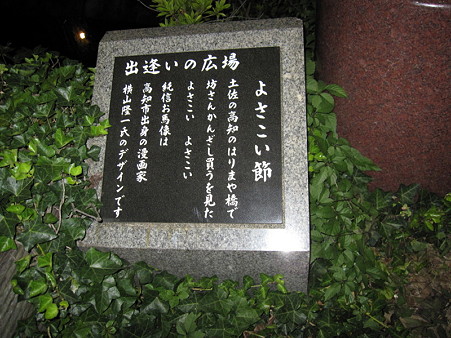 出逢いの広場
よさこい節
土佐の高知のはりまや橋で
坊さんかんざし買うを見た
よさこい　よさこい
純信お馬像は
高知市出身の漫画家
横山隆一氏のデザインです